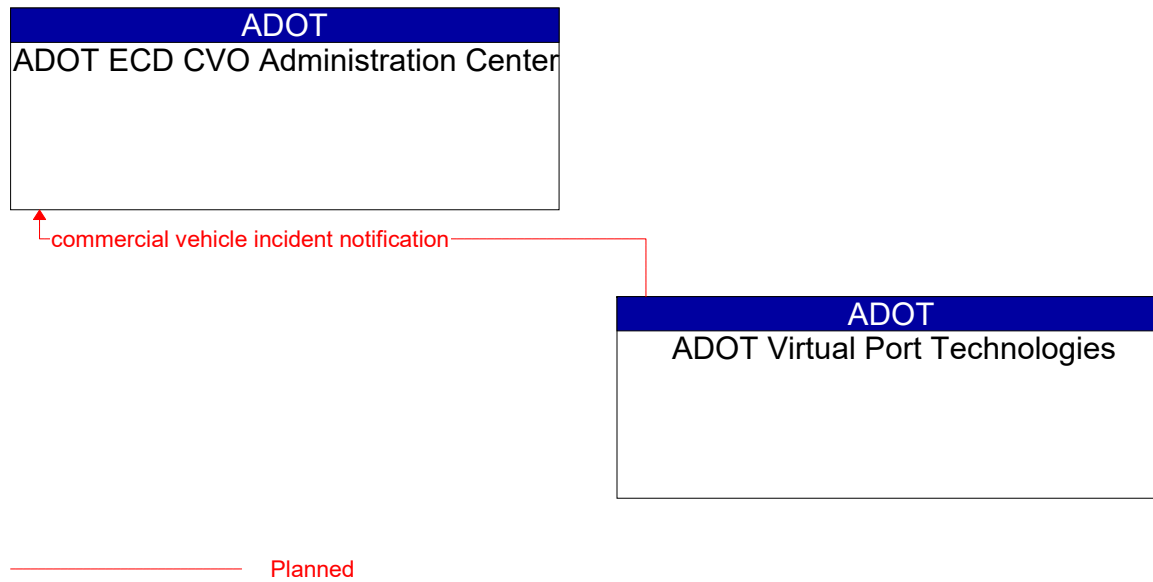 ADOT
ADOT ECD CVO Administration Center
commercial vehicle incident notification
ADOT
ADOT Virtual Port Technologies
Planned